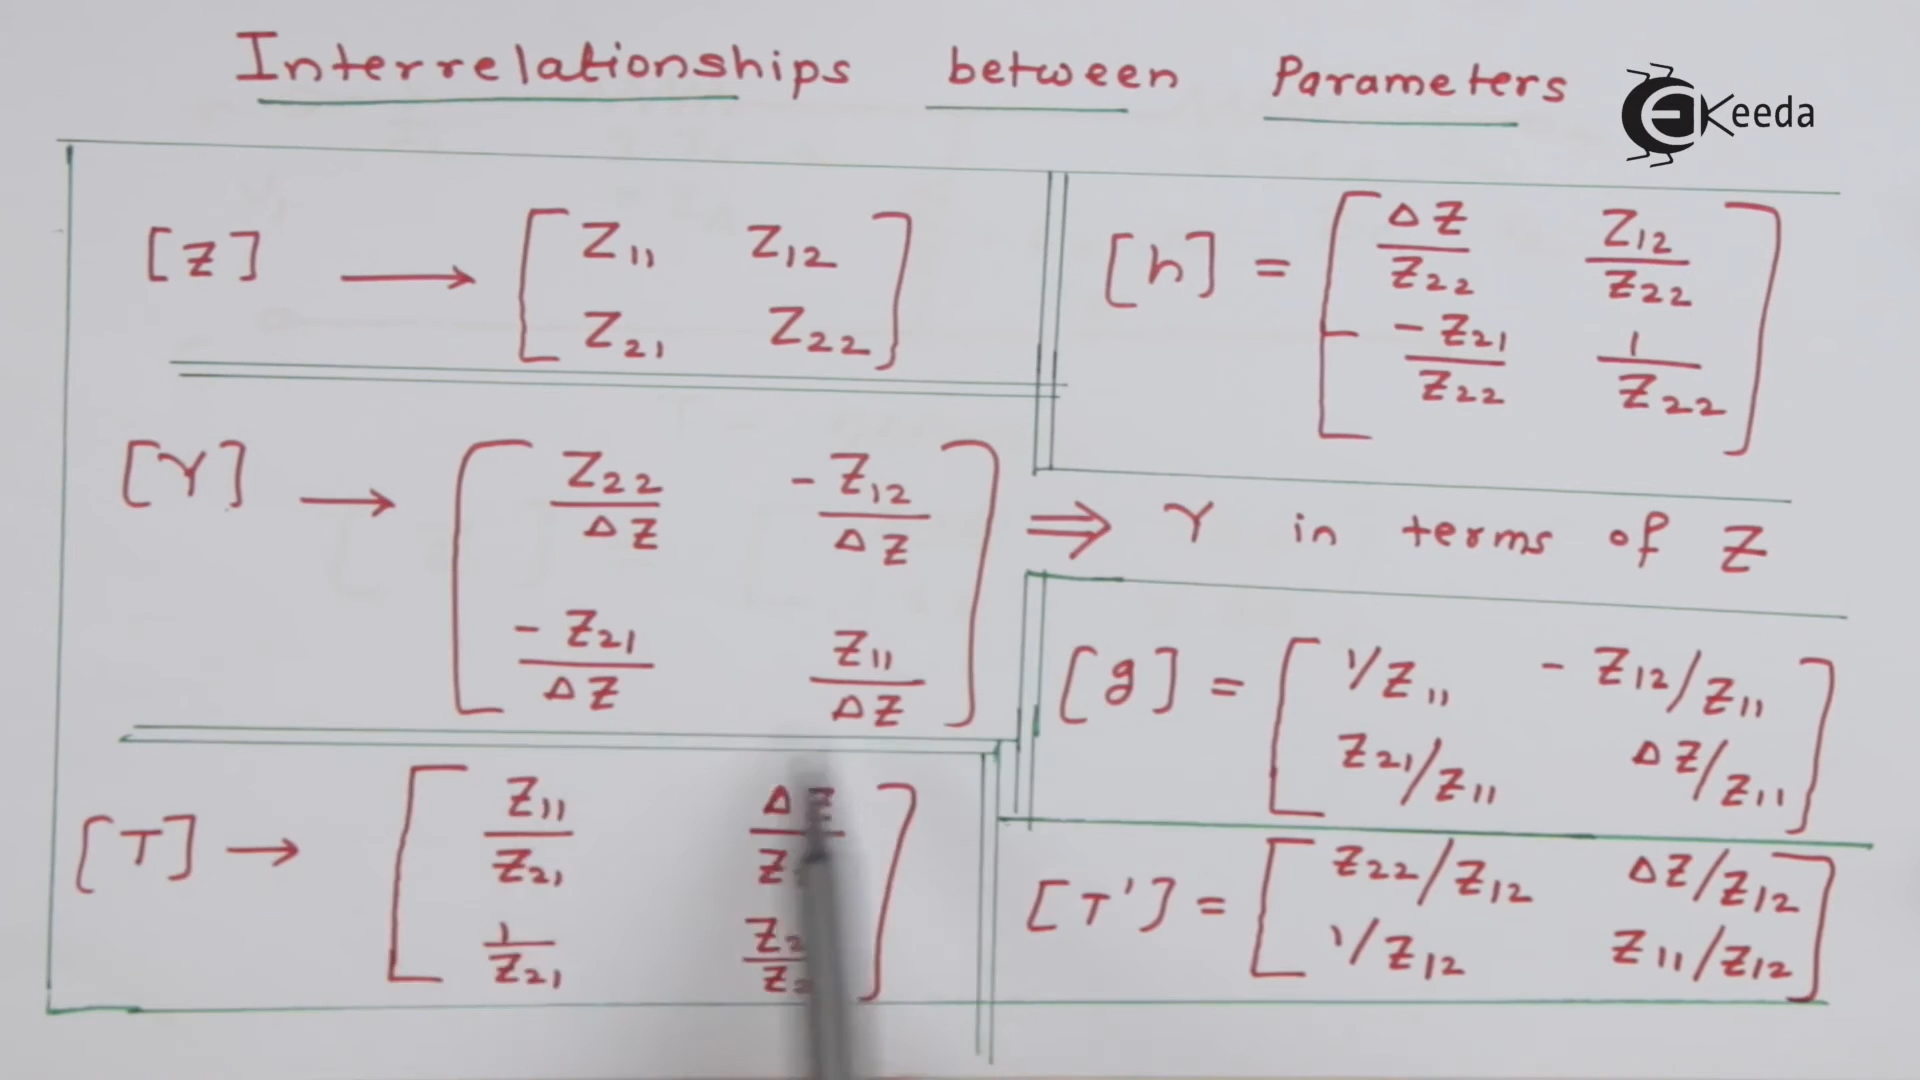 Interrelationships between Parameters
EKeeda
[Z] → [ Z11 Z12
Z21 Z22 ]
[h] = [ ΔZ/Z22 Z12/Z22
-Z21/Z22 1/Z22 ]
[Y] → [ Z22/ΔZ -Z12/ΔZ
-Z21/ΔZ Z11/ΔZ ]
⇒ Y in terms of Z
[g] = [ 1/Z11 - Z12/Z11
Z21/Z11 ΔZ/Z11 ]
[T] → [ Z11/Z21 ΔZ/
1/Z21 ]
[T'] = [ Z22/Z12 ΔZ/Z12
1/Z12 Z11/Z12 ]